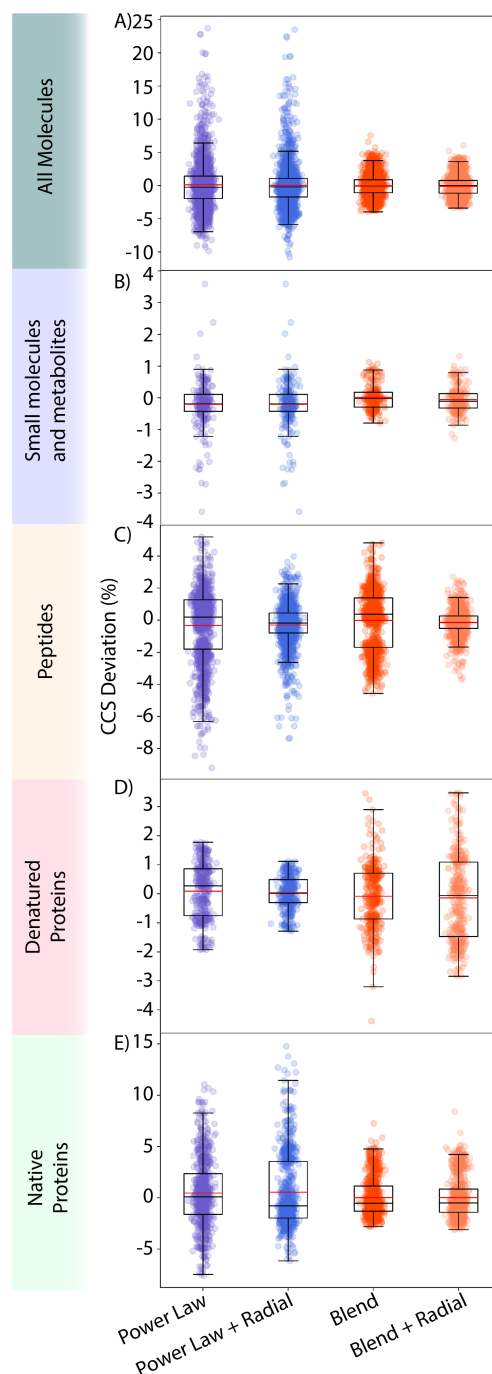 All Molecules
A)
25
20
15
10
5
0
-5
-10
Small molecules
and metabolites
B)
4
3
2
1
0
-1
-2
-3
-4
Peptides
C)
4
2
0
-2
-4
-6
-8
CCS Deviation (%)
Denatured
Proteins
D)
3
2
1
0
-1
-2
-3
-4
Native
Proteins
E)
15
10
5
0
-5
Power Law
Power Law + Radial
Blend
Blend + Radial